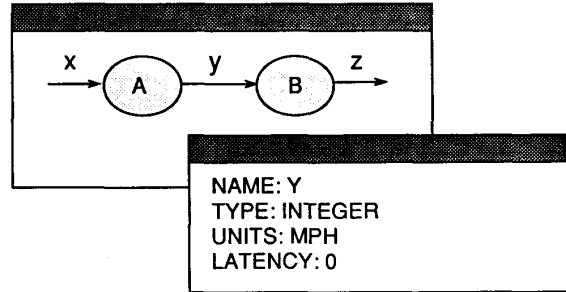 x y z
A B
NAME: Y
TYPE: INTEGER
UNITS: MPH
LATENCY: 0